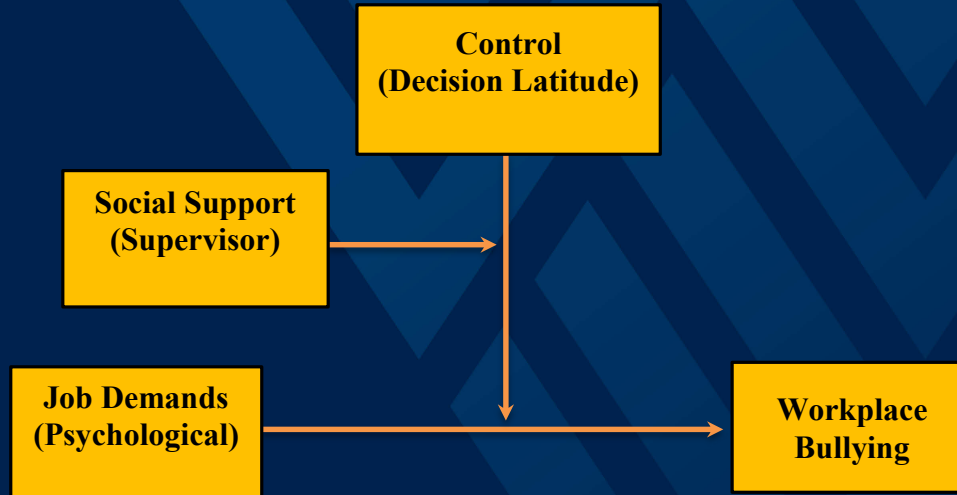 Control
(Decision Latitude)
Social Support
(Supervisor)
Job Demands
(Psychological)
Workplace
Bullying